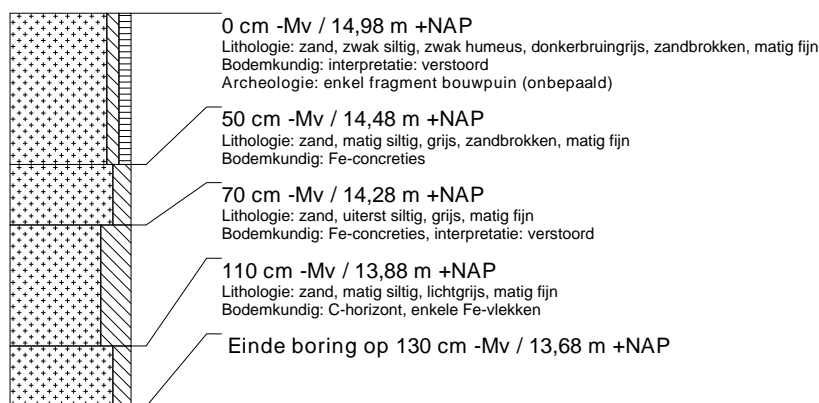 0 cm -Mv / 14,98 m +NAP
Lithologie: zand, zwak siltig, zwak humeus, donkerbruingrijs, zandbrokken, matig fijn
Bodemkundig: interpretatie: verstoord
Archeologie: enkel fragment bouwpuin (onbepaald)
50 cm -Mv / 14,48 m +NAP
Lithologie: zand, matig siltig, grijs, zandbrokken, matig fijn
Bodemkundig: Fe-concreties
70 cm -Mv / 14,28 m +NAP
Lithologie: zand, uiterst siltig, grijs, matig fijn
Bodemkundig: Fe-concreties, interpretatie: verstoord
110 cm -Mv / 13,88 m +NAP
Lithologie: zand, matig siltig, lichtgrijs, matig fijn
Bodemkundig: C-horizont, enkele Fe-vlekken
Einde boring op 130 cm -Mv / 13,68 m +NAP